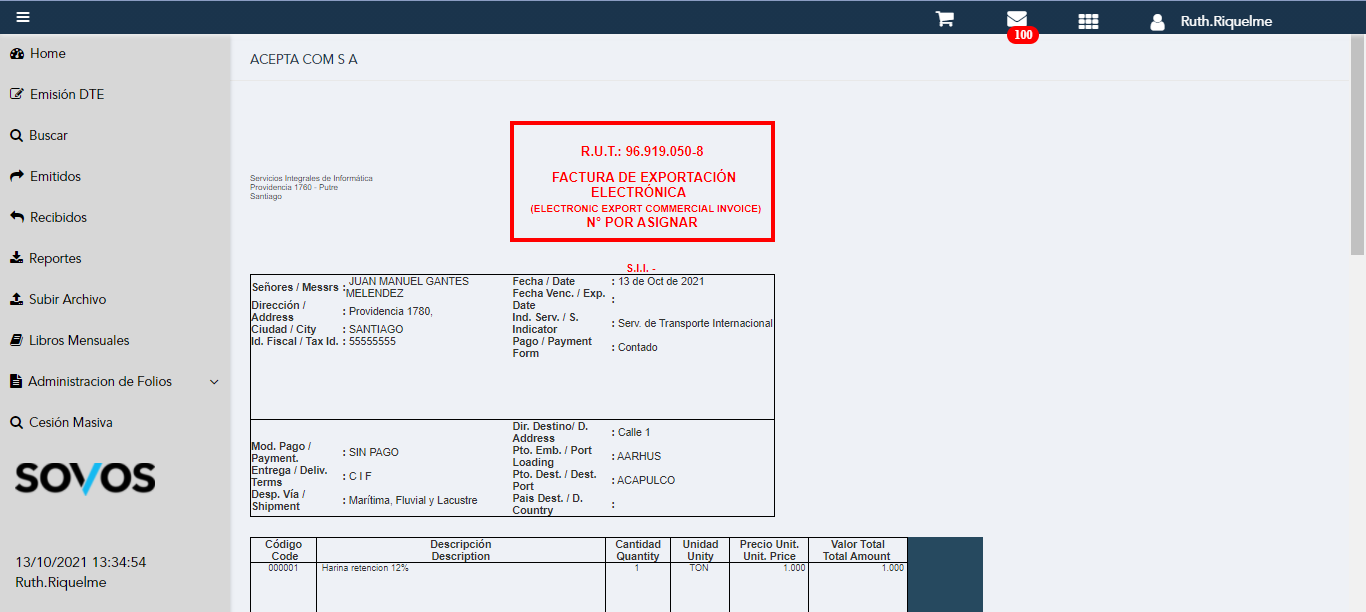 Ruth.Riquelme
100
Home
Emisión DTE
Buscar
Emitidos
Recibidos
Reportes
Subir Archivo
Libros Mensuales
Administracion de Folios
Cesión Masiva
SOVOS
13/10/2021 13:34:54
Ruth.Riquelme
ACEPTA COM S A
Servicios Integrales de Informática
Providencia 1760 - Putre
Santiago
R.U.T.: 96.919.050-8
FACTURA DE EXPORTACIÓN
ELECTRÓNICA
(ELECTRONIC EXPORT COMMERCIAL INVOICE)
N° POR ASIGNAR
S.I.I. -
Señores / Messrs : JUAN MANUEL GANTES
MELENDEZ
Dirección /
Address : Providencia 1780,
Ciudad / City : SANTIAGO
Id. Fiscal / Tax Id. : 55555555
Fecha / Date : 13 de Oct de 2021
Fecha Venc. / Exp.
Date :
Ind. Serv. / S.
Indicator : Serv. de Transporte Internacional
Pago / Payment
Form : Contado
Mod. Pago /
Payment. : SIN PAGO
Entrega / Deliv.
Terms : C I F
Desp. Vía /
Shipment : Marítima, Fluvial y Lacustre
Dir. Destino/ D.
Address : Calle 1
Pto. Emb. / Port
Loading : AARHUS
Pto. Dest. / Dest.
Port : ACAPULCO
Pais Dest. / D.
Country :
Código Descripción Cantidad Unidad Precio Unit. Valor Total
Code Description Quantity Unity Unit. Price Total Amount
000001 Harina retencion 12% 1 TON 1.000 1.000